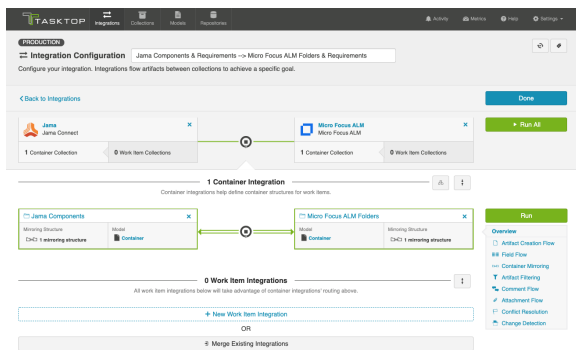 TASKTOP
Integrations
Collections
Models
Repositories
Activity
Metrics
Help
Settings
PRODUCTION
Integration Configuration
Jama Components & Requirements --> Micro Focus ALM Folders & Requirements
Configure your integration. Integrations flow artifacts between collections to achieve a specific goal.
Back to Integrations
Done
Jama
Jama Connect
Micro Focus ALM
Micro Focus ALM
Run All
1 Container Collection
0 Work Item Collections
1 Container Collection
0 Work Item Collections
1 Container Integration
Container integrations help define container structures for work items.
Jama Components
Mirroring Structure
1 mirroring structure
Model
Container
Micro Focus ALM Folders
Model
Container
Mirroring Structure
1 mirroring structure
Run
Overview
Artifact Creation Flow
Field Flow
Container Mirroring
Artifact Filtering
Comment Flow
Attachment Flow
Conflict Resolution
Change Detection
0 Work Item Integrations
All work item integrations below will take advantage of container integrations' routing above.
+ New Work Item Integration
OR
Merge Existing Integrations